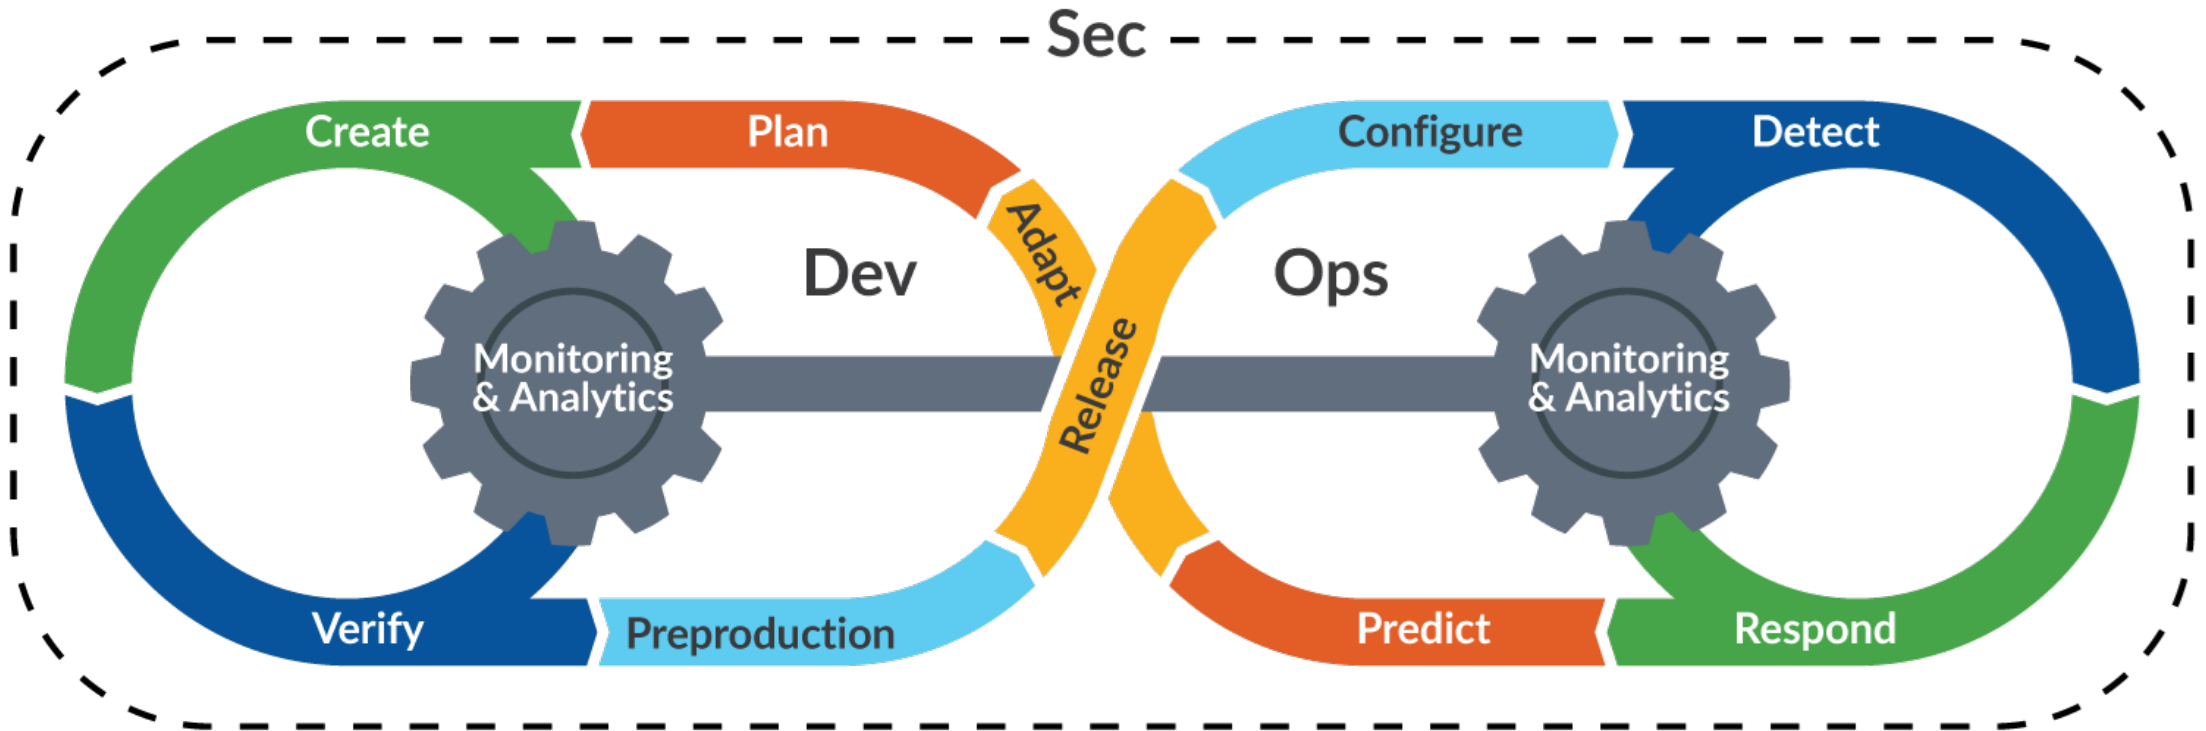 Sec
Create
Plan
Configure
Detect
Adapt
Dev
Ops
Monitoring
& Analytics
Release
Monitoring
& Analytics
Verify
Preproduction
Predict
Respond